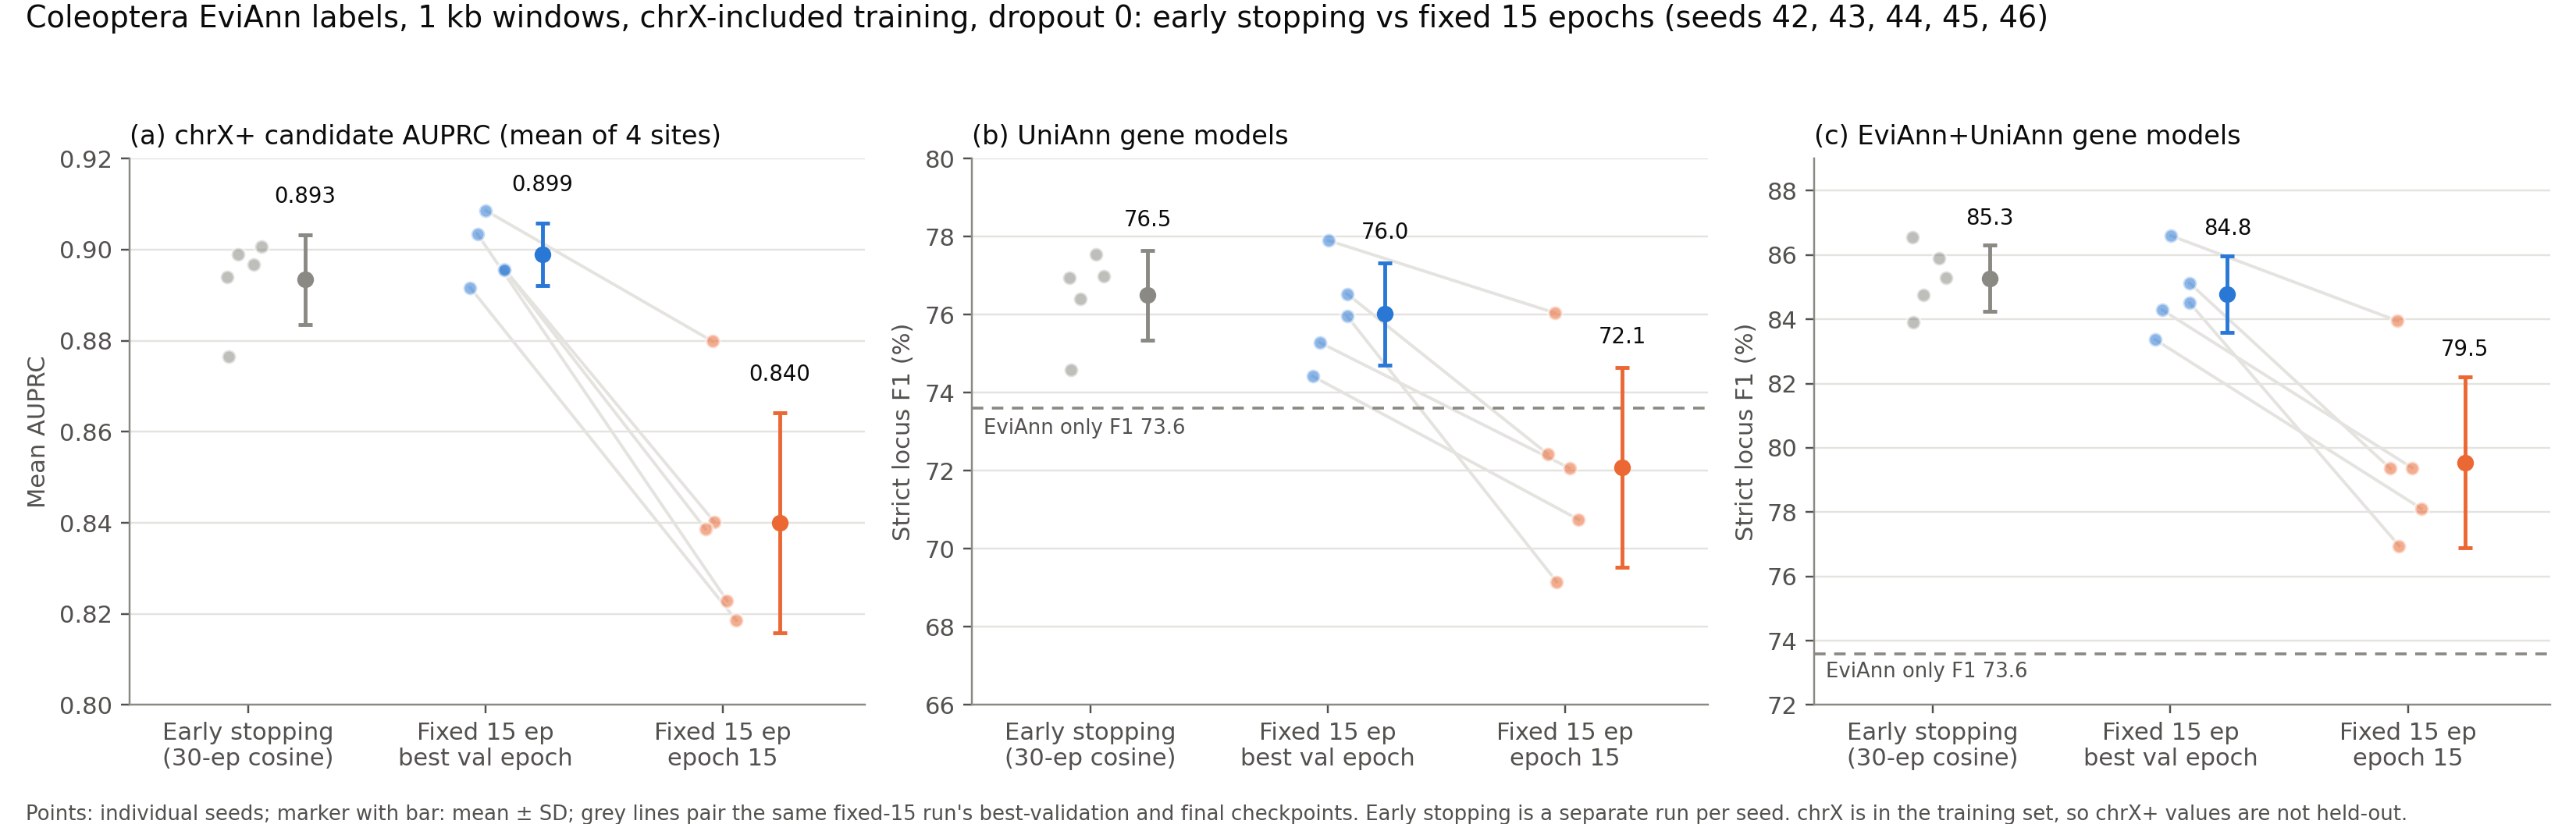 Coleoptera EviAnn labels, 1 kb windows, chrX-included training, dropout 0: early stopping vs fixed 15 epochs (seeds 42, 43, 44, 45, 46)
(a) chrX+ candidate AUPRC (mean of 4 sites)
Mean AUPRC
0.92
0.90
0.88
0.86
0.84
0.82
0.80
0.893
0.899
0.840
Early stopping
(30-ep cosine)
Fixed 15 ep
best val epoch
Fixed 15 ep
epoch 15
(b) UniAnn gene models
Strict locus F1 (%)
80
78
76
74
72
70
68
66
76.5
76.0
72.1
EviAnn only F1 73.6
Early stopping
(30-ep cosine)
Fixed 15 ep
best val epoch
Fixed 15 ep
epoch 15
(c) EviAnn+UniAnn gene models
Strict locus F1 (%)
88
86
84
82
80
78
76
74
72
85.3
84.8
79.5
EviAnn only F1 73.6
Early stopping
(30-ep cosine)
Fixed 15 ep
best val epoch
Fixed 15 ep
epoch 15
Points: individual seeds; marker with bar: mean ± SD; grey lines pair the same fixed-15 run's best-validation and final checkpoints. Early stopping is a separate run per seed. chrX is in the training set, so chrX+ values are not held-out.